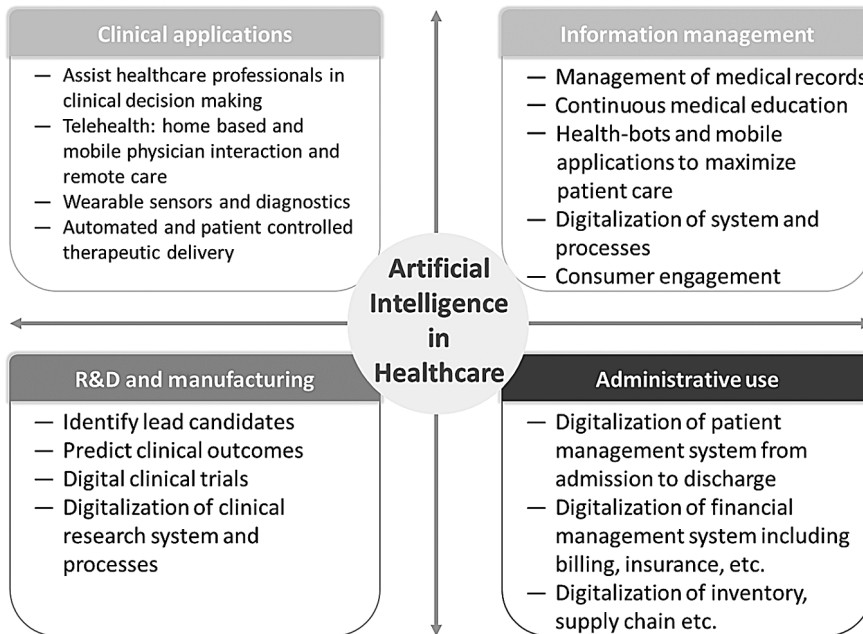 Clinical applications
— Assist healthcare professionals in
clinical decision making
— Telehealth: home based and
mobile physician interaction and
remote care
— Wearable sensors and diagnostics
— Automated and patient controlled
therapeutic delivery
Information management
— Management of medical records
— Continuous medical education
— Health-bots and mobile
applications to maximize
patient care
— Digitalization of system and
processes
— Consumer engagement
Artificial
Intelligence
in
Healthcare
R&D and manufacturing
— Identify lead candidates
— Predict clinical outcomes
— Digital clinical trials
— Digitalization of clinical
research system and
processes
Administrative use
— Digitalization of patient
management system from
admission to discharge
— Digitalization of financial
management system including
billing, insurance, etc.
— Digitalization of inventory,
supply chain etc.